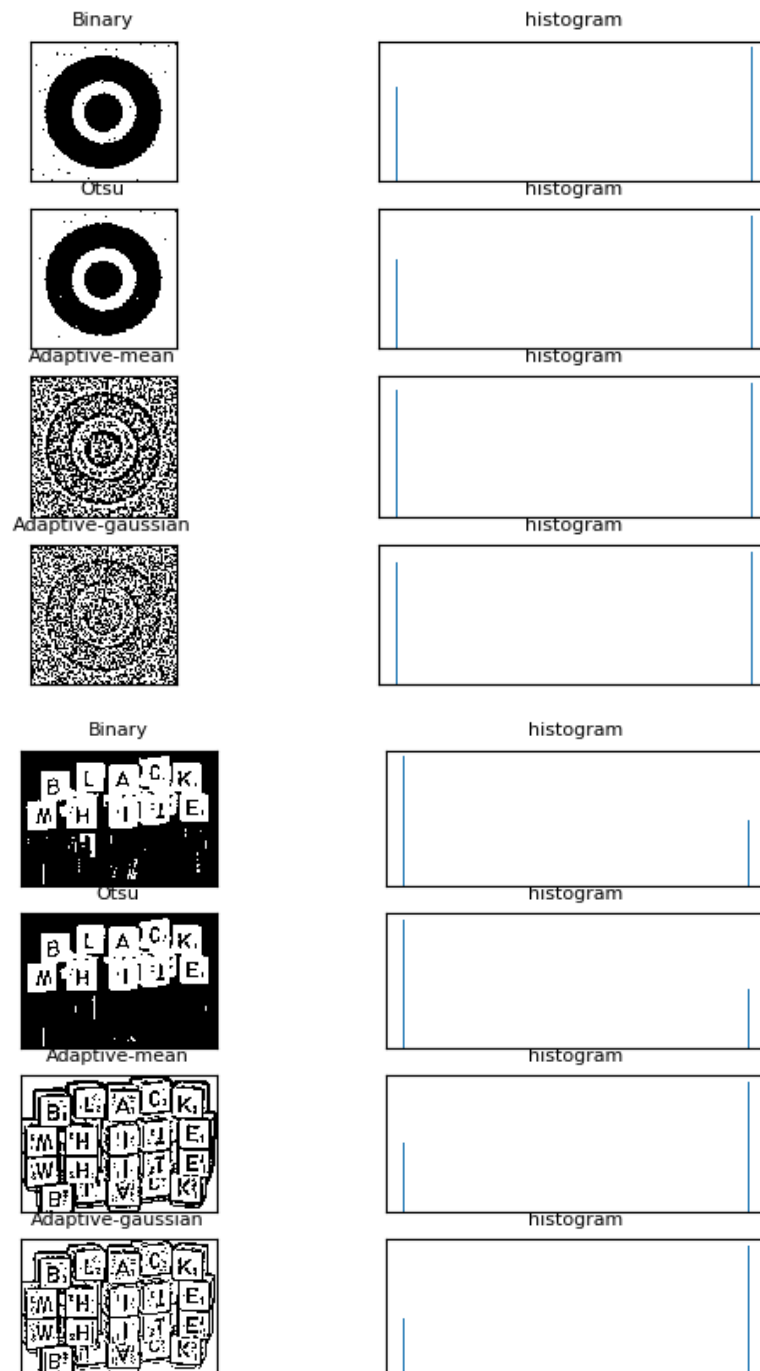 Binary histogram
Otsu histogram
Adaptive-mean histogram
Adaptive-gaussian histogram
Binary histogram
B L A C K
W H I T E
H
Otsu histogram
B L A C K
W H I T E
Adaptive-mean histogram
B L A C K
W H I T E
W H I T E
B L A C K
Adaptive-gaussian histogram
B L A C K
W H I T E
W H I T E
B L A C K